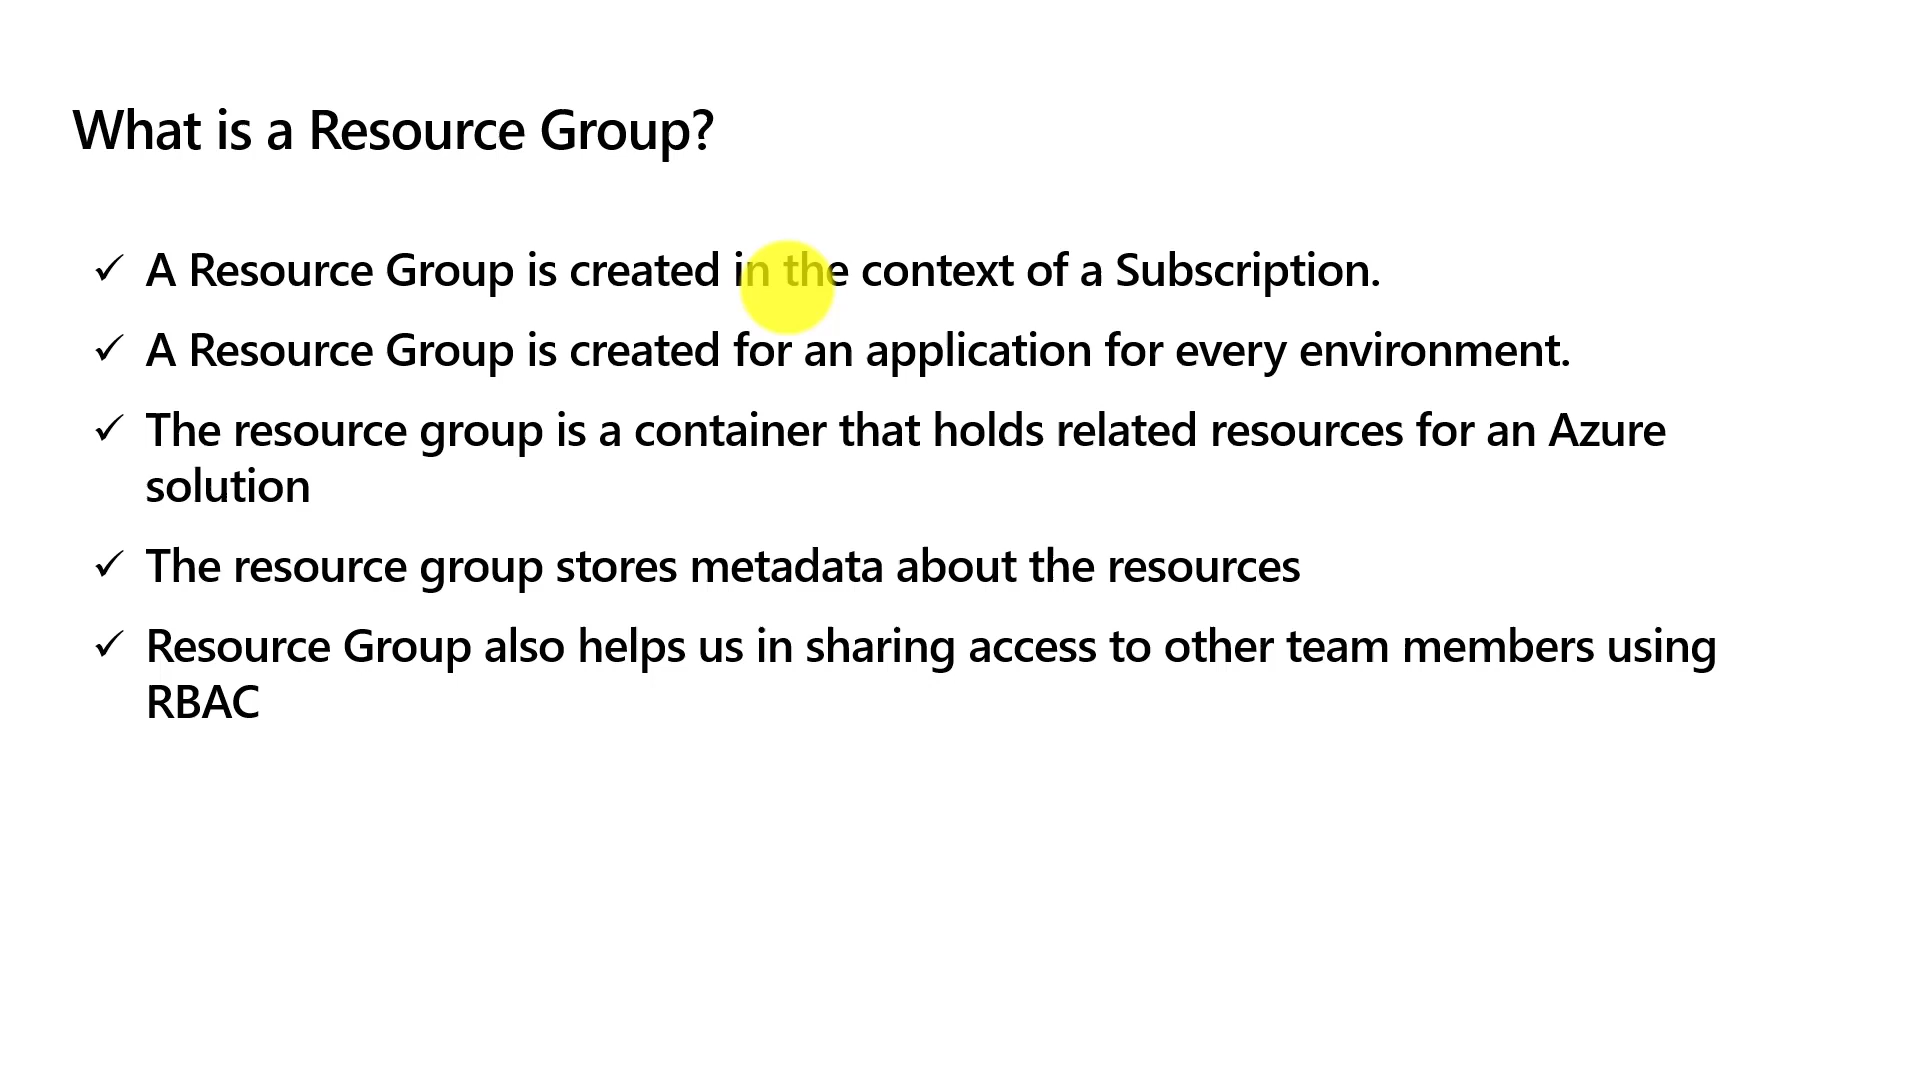 What is a Resource Group?
✓ A Resource Group is created in the context of a Subscription.
✓ A Resource Group is created for an application for every environment.
✓ The resource group is a container that holds related resources for an Azure
solution
✓ The resource group stores metadata about the resources
✓ Resource Group also helps us in sharing access to other team members using
RBAC